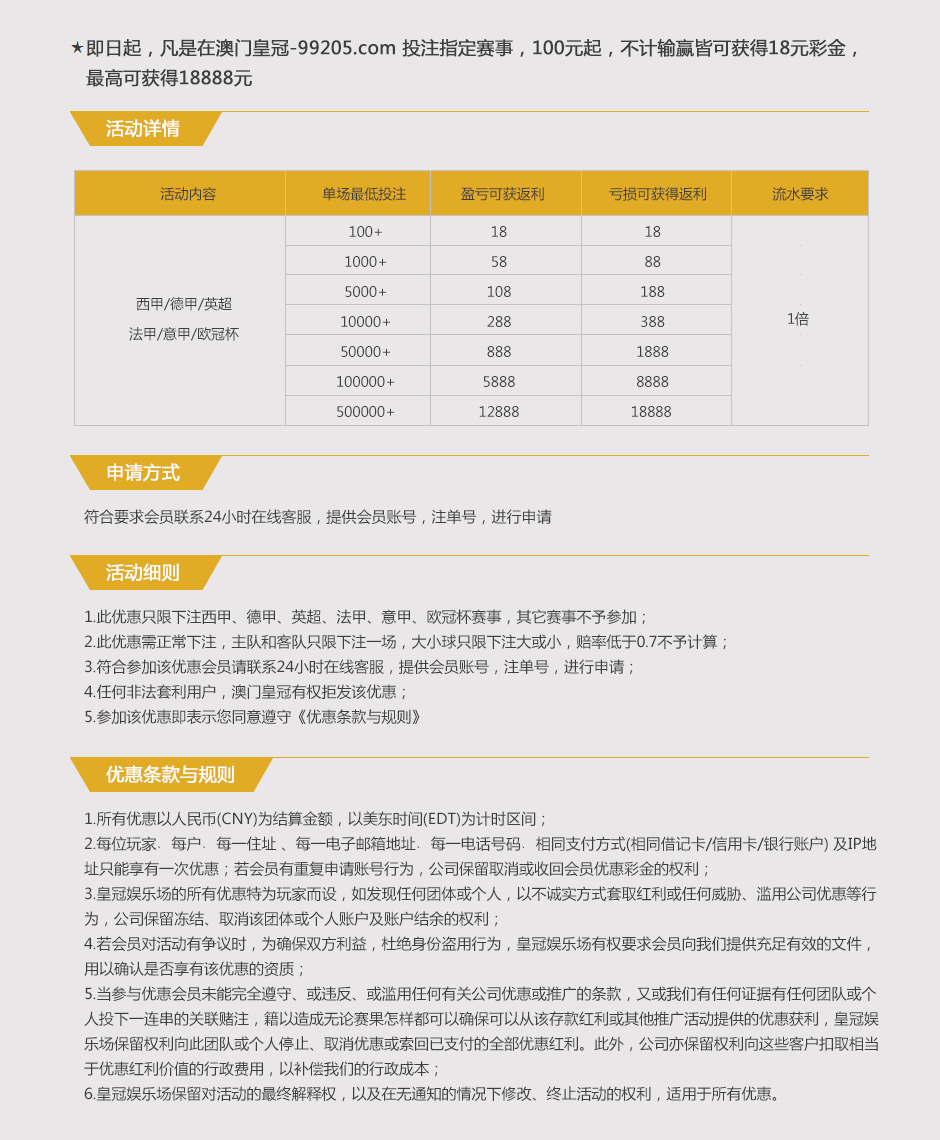 ★即日起，凡是在澳门皇冠-99205.com 投注指定赛事，100元起，不计输赢皆可获得18元彩金，
最高可获得18888元
活动详情
活动内容 单场最低投注 盈亏可获返利 亏损可获得返利 流水要求
100+ 18 18
1000+ 58 88
5000+ 108 188
西甲/德甲/英超
10000+ 288 388
1倍
法甲/意甲/欧冠杯
50000+ 888 1888
100000+ 5888 8888
500000+ 12888 18888
申请方式
符合要求会员联系24小时在线客服，提供会员账号，注单号，进行申请
活动细则
1.此优惠只限下注西甲、德甲、英超、法甲、意甲、欧冠杯赛事，其它赛事不予参加；
2.此优惠需正常下注，主队和客队只限下注一场，大小球只限下注大或小，赔率低于0.7不予计算；
3.符合参加该优惠会员请联系24小时在线客服，提供会员账号，注单号，进行申请；
4.任何非法套利用户，澳门皇冠有权拒发该优惠；
5.参加该优惠即表示您同意遵守《优惠条款与规则》
优惠条款与规则
1.所有优惠以人民币(CNY)为结算金额，以美东时间(EDT)为计时区间；
2.每位玩家、每户、每一住址 、每一电子邮箱地址、每一电话号码、相同支付方式(相同借记卡/信用卡/银行账户) 及IP地
址只能享有一次优惠；若会员有重复申请账号行为，公司保留取消或收回会员优惠彩金的权利；
3.皇冠娱乐场的所有优惠特为玩家而设，如发现任何团体或个人，以不诚实方式套取红利或任何威胁、滥用公司优惠等行
为，公司保留冻结、取消该团体或个人账户及账户结余的权利；
4.若会员对活动有争议时，为确保双方利益，杜绝身份盗用行为，皇冠娱乐场有权要求会员向我们提供充足有效的文件，
用以确认是否享有该优惠的资质；
5.当参与优惠会员未能完全遵守、或违反、或滥用任何有关公司优惠或推广的条款，又或我们有任何证据有任何团队或个
人投下一连串的关联赌注，籍以造成无论赛果怎样都可以确保可以从该存款红利或其他推广活动提供的优惠获利，皇冠娱
乐场保留权利向此团队或个人停止、取消优惠或索回已支付的全部优惠红利。此外，公司亦保留权利向这些客户扣取相当
于优惠红利价值的行政费用，以补偿我们的行政成本；
6.皇冠娱乐场保留对活动的最终解释权，以及在无通知的情况下修改、终止活动的权利，适用于所有优惠。